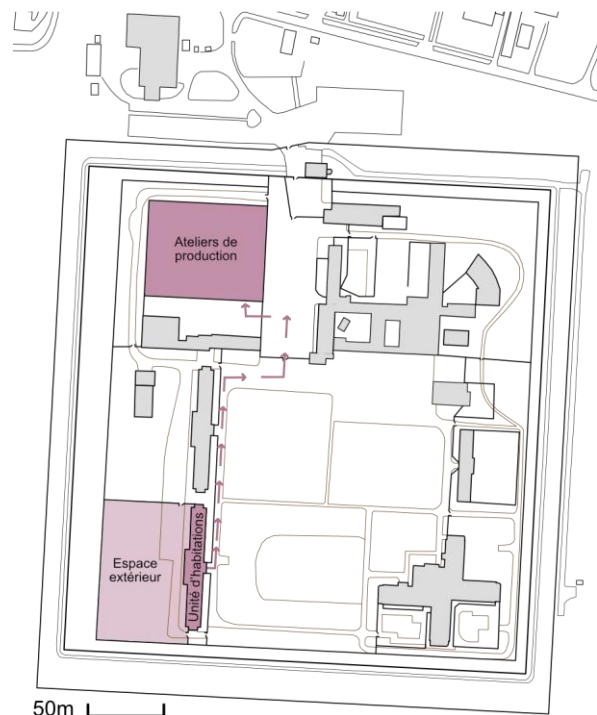 Ateliers de
production
Espace
extérieur
Unité d'habitations
50m